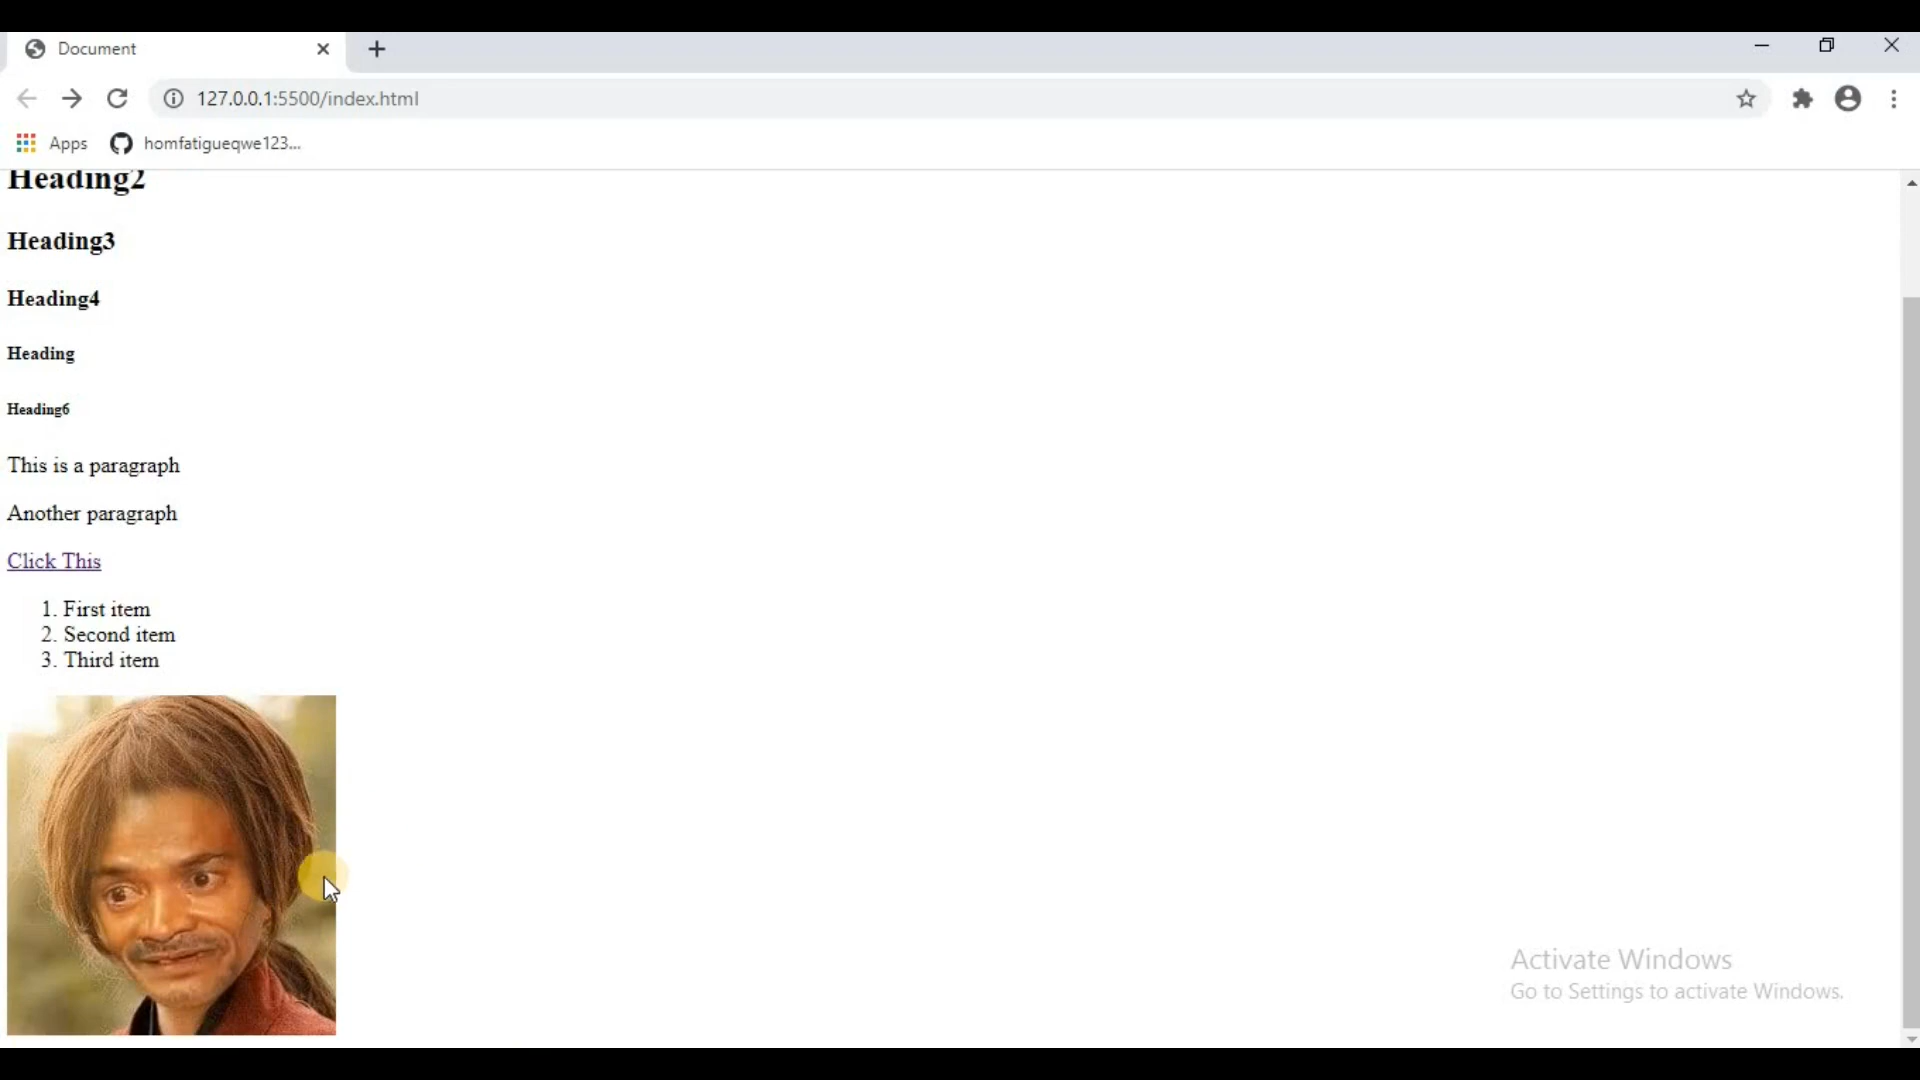 Document
127.0.0.1:5500/index.html
Apps
homfatigueqwe123...
Heading2
Heading3
Heading4
Heading
Heading6
This is a paragraph
Another paragraph
Click This
1. First item
2. Second item
3. Third item
Activate Windows
Go to Settings to activate Windows.